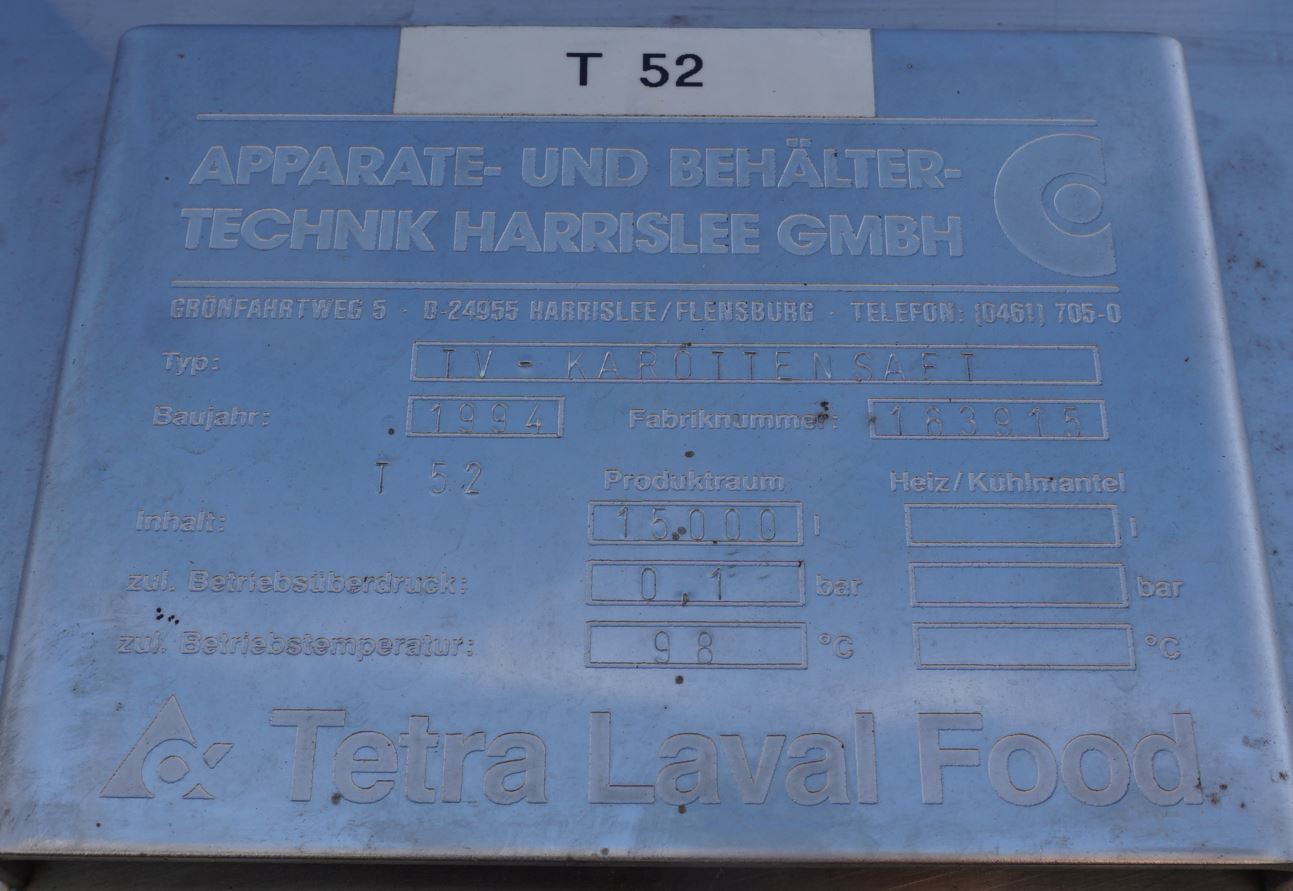 T 52
APPARATE- UND BEHÄLTER-
TECHNIK HARRISLEE GMBH
GRÖNFAHRTWEG 5 · D-24955 HARRISLEE/FLENSBURG · TELEFON: (0461) 705-0
Typ: TV - KAROTTENSAFT
Baujahr: 1994 Fabriknummer: 163915
T 52 Produktraum Heiz/Kühlmantel
Inhalt: 15.000 l l
zul. Betriebsüberdruck: 0,1 bar bar
zul. Betriebstemperatur: 98 °C °C
Tetra Laval Food